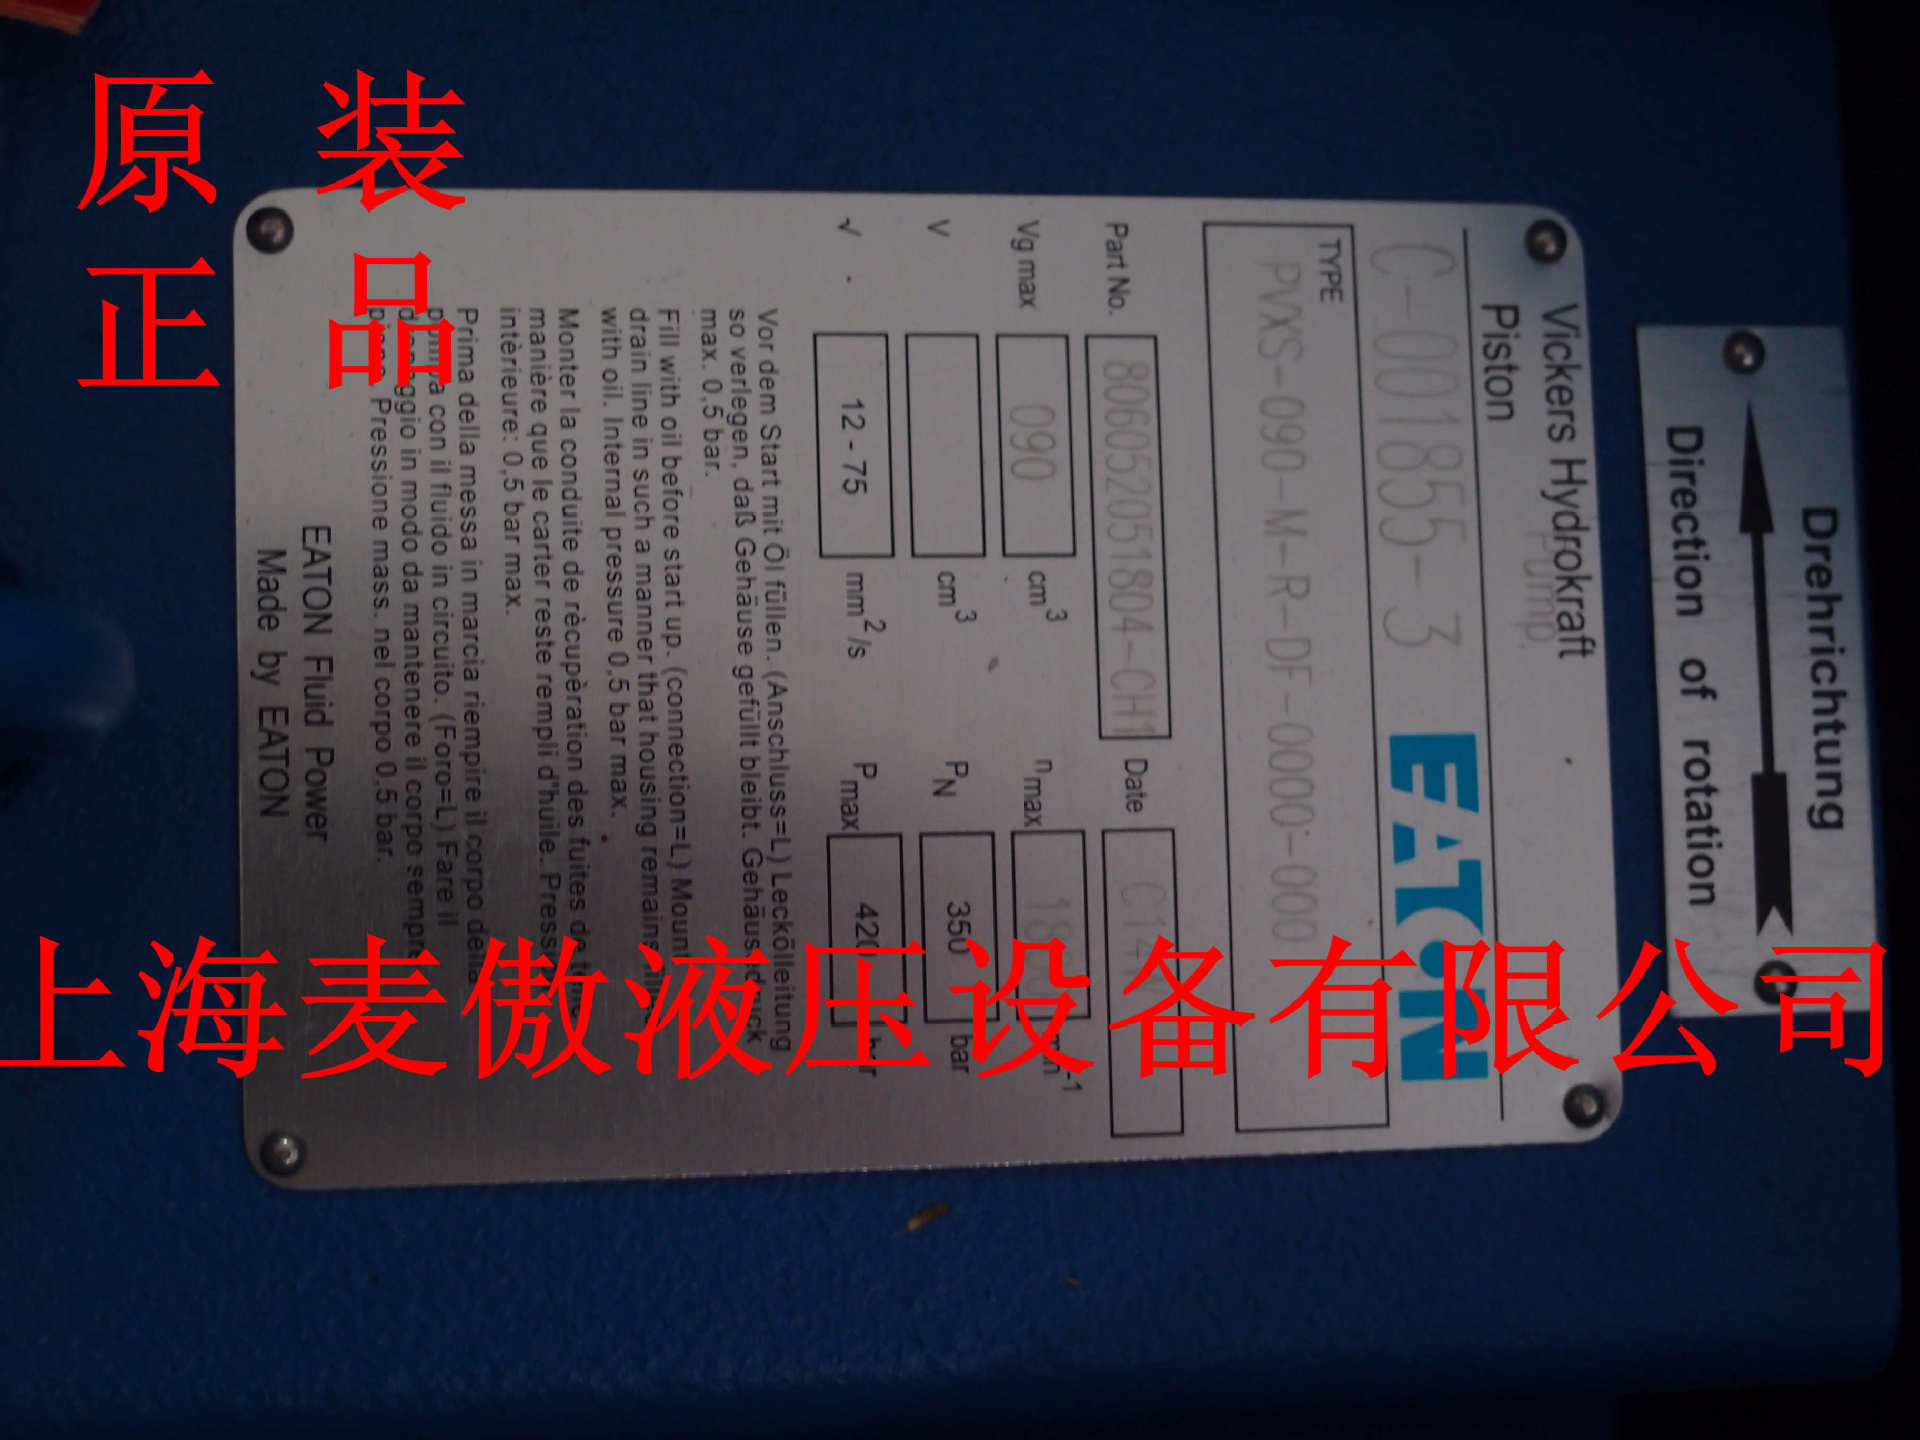 原 装
正 品
上海麦傲液压设备有限公司
Drehrichtung
Direction of rotation
Vickers Hydrokraft
Piston Pump
C-001855-3 EATON
TYPE
PVXS-090-M-R-DF-0000-000
Part No. 806052051804-CH1 Date
Vg max 090 cm³ nmax
V cm³ PN 350 bar
√ 12 - 75 mm²/s Pmax 420 bar
Vor dem Start mit Öl füllen. (Anschluss=L) Leckölleitung
so verlegen, daß Gehäuse gefüllt bleibt. Gehäusedruck
max. 0,5 bar.
Fill with oil before start up. (connection=L) Mount
drain line in such a manner that housing remains
with oil. Internal pressure 0,5 bar max.
Monter la conduite de rècupèration des fuites de
manière que le carter reste rempli d'huile.
intèrieure: 0,5 bar max.
Prima della messa in marcia riempire il corpo della
pompa con il fluido in circuito. (Foro=L) Fare il
drenaggio in modo da mantenere il corpo sempre
pieno. Pressione mass. nel corpo 0,5 bar.
EATON Fluid Power
Made by EATON